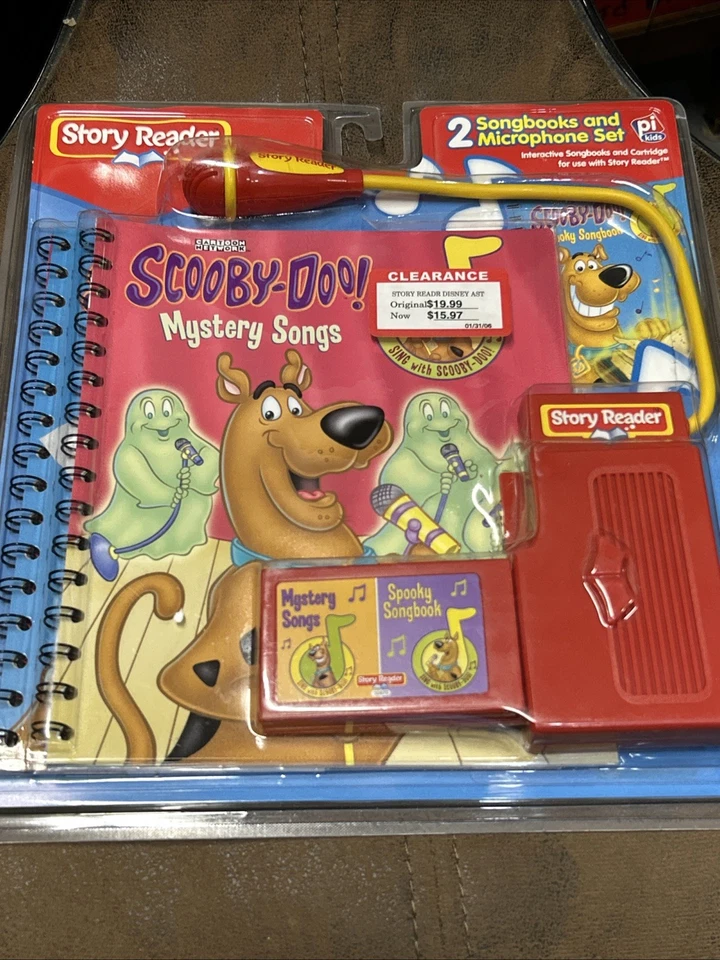 Story Reader
2 Songbooks and
Microphone Set
pi
kids
Interactive Songbooks and Cartridge
for use with Story Reader™
Story Reader
CARTOON
NETWORK
SCOOBY-DOO!
Mystery Songs
SCOOBY-DOO!
Spooky Songbook
CLEARANCE
STORY READR DISNEY AST
Original $19.99
Now $15.97
01/31/06
SING with SCOOBY-DOO!
Story Reader
Mystery
Songs
Spooky
Songbook
Story Reader